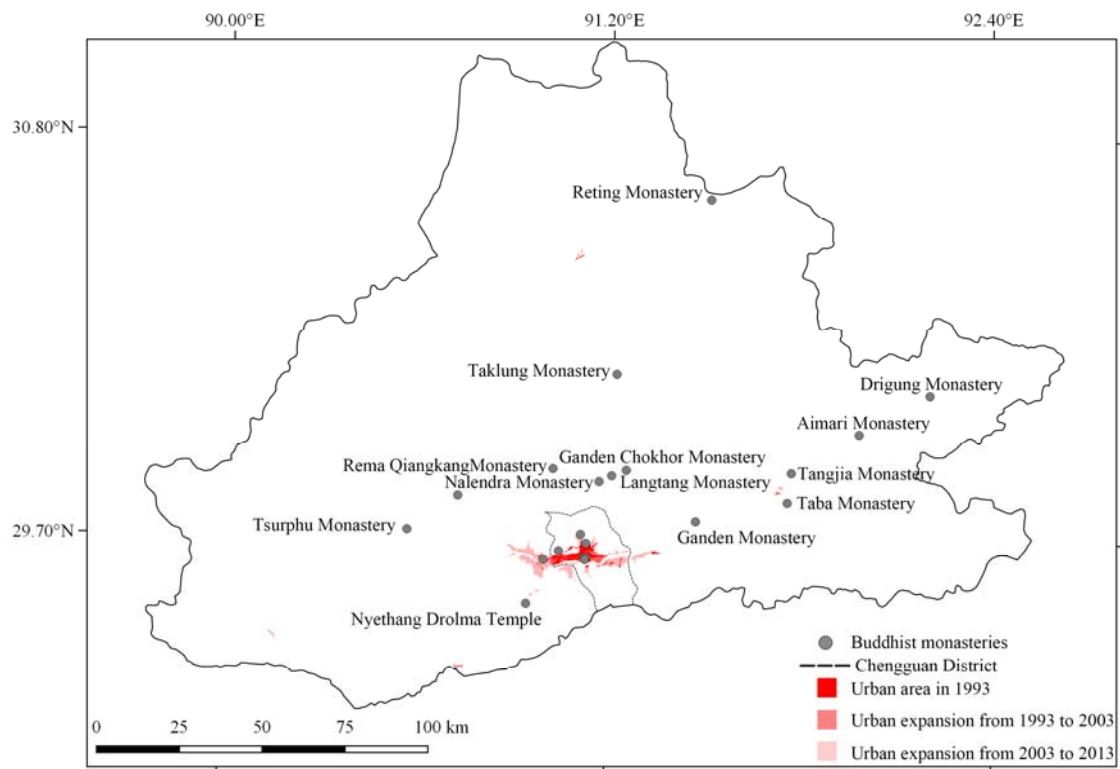 90.00°E
91.20°E
92.40°E
30.80°N
Reting Monastery
Taklung Monastery
Drigung Monastery
Aimari Monastery
Ganden Chokhor Monastery
Rema QiangkangMonastery
Tangjia Monastery
Nalendra Monastery
Langtang Monastery
Taba Monastery
Tsurphu Monastery
29.70°N
Ganden Monastery
Nyethang Drolma Temple
Buddhist monasteries
Chengguan District
Urban area in 1993
Urban expansion from 1993 to 2003
Urban expansion from 2003 to 2013
0 25 50 75 100 km